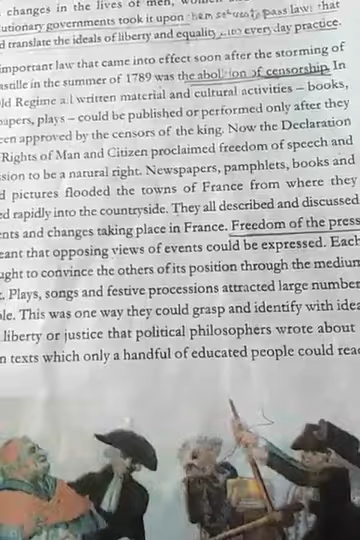 changes in the lives of men, women
utionary governments took it upon themselves to pass laws that
d translate the ideals of liberty and equality into everyday practice.
important law that came into effect soon after the storming of
astille in the summer of 1789 was the abolition of censorship. In
ld Regime all written material and cultural activities – books,
papers, plays – could be published or performed only after they
een approved by the censors of the king. Now the Declaration
Rights of Man and Citizen proclaimed freedom of speech and
ssion to be a natural right. Newspapers, pamphlets, books and
d pictures flooded the towns of France from where they
ed rapidly into the countryside. They all described and discussed
ents and changes taking place in France. Freedom of the press
eant that opposing views of events could be expressed. Each
ught to convince the others of its position through the medium
t. Plays, songs and festive processions attracted large number
ple. This was one way they could grasp and identify with idea
liberty or justice that political philosophers wrote about
n texts which only a handful of educated people could read